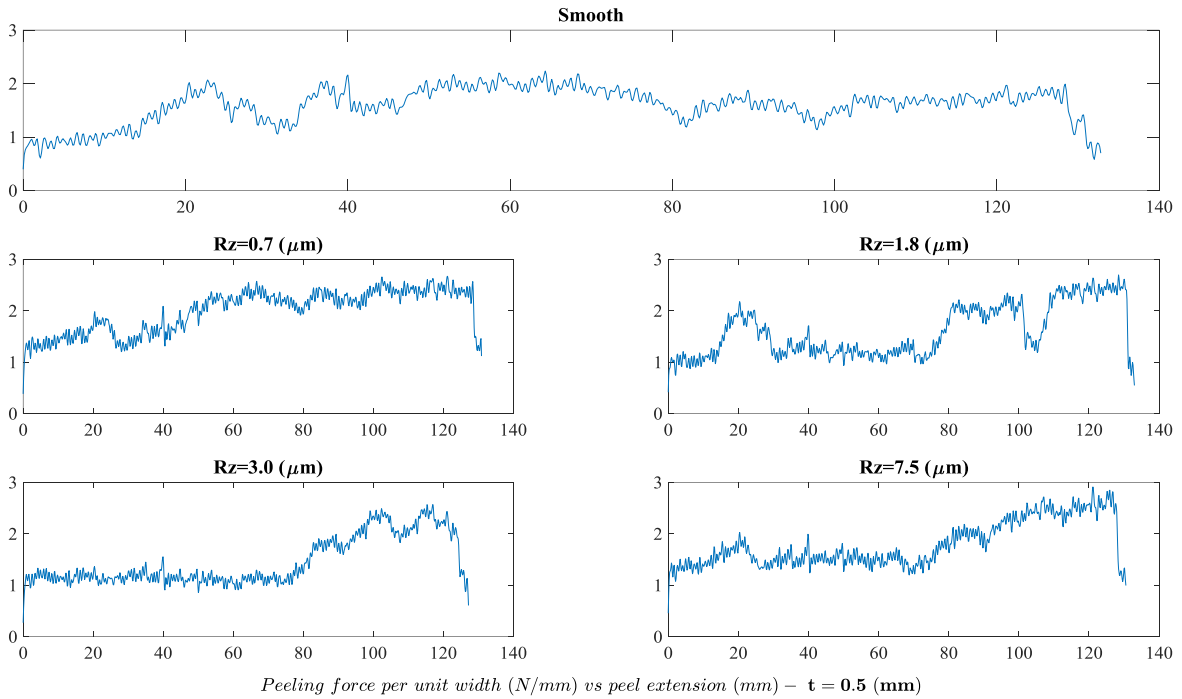 Smooth
3
2
1
0
0 20 40 60 80 100 120 140
Rz=0.7 (μm) Rz=1.8 (μm)
3 3
2 2
1 1
0 0
0 20 40 60 80 100 120 140 0 20 40 60 80 100 120 140
Rz=3.0 (μm) Rz=7.5 (μm)
3 3
2 2
1 1
0 0
0 20 40 60 80 100 120 140 0 20 40 60 80 100 120 140
Peeling force per unit width (N/mm) vs peel extension (mm) − t = 0.5 (mm)